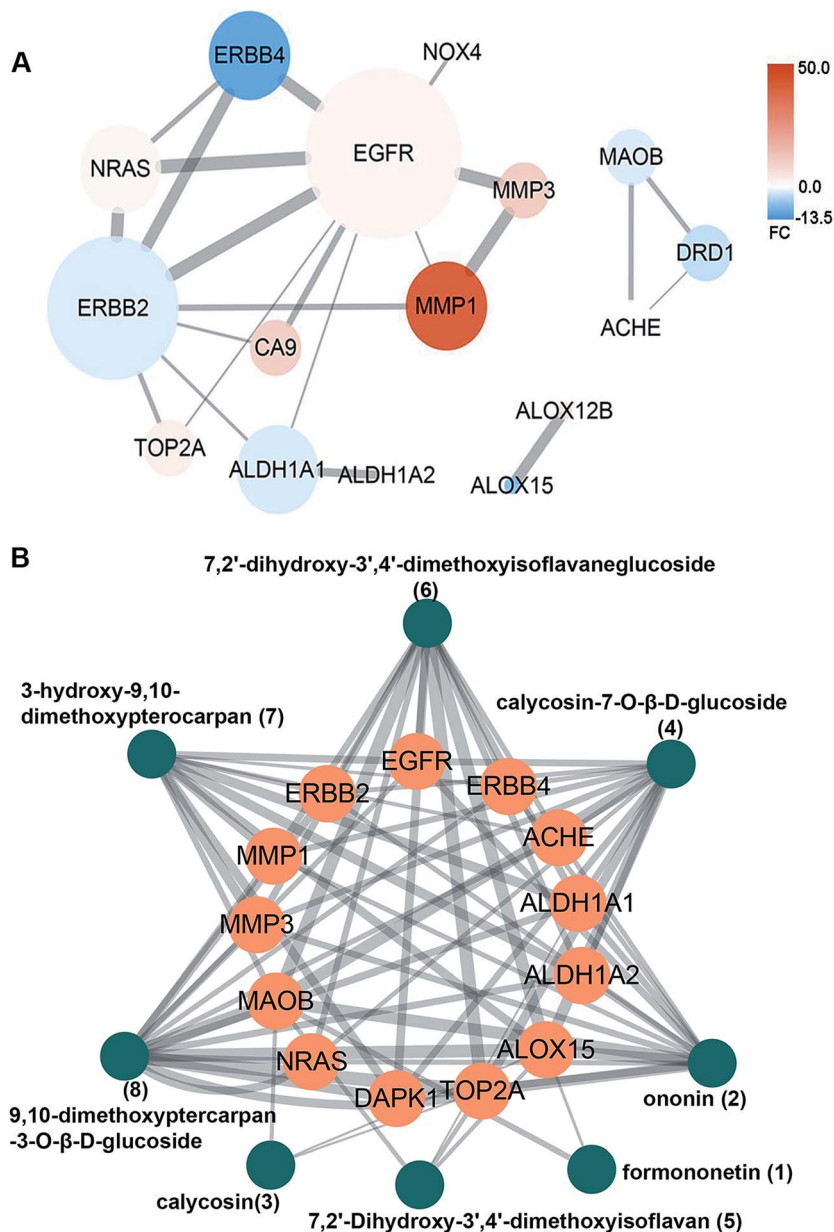 A
ERBB4
NOX4
50.0
NRAS
EGFR
MAOB
MMP3
0.0
-13.5
FC
DRD1
ERBB2
MMP1
CA9
ACHE
TOP2A
ALDH1A1
ALDH1A2
ALOX12B
ALOX15
B
7,2'-dihydroxy-3',4'-dimethoxyisoflavaneglucoside
(6)
3-hydroxy-9,10-
dimethoxypterocarpan (7)
calycosin-7-O-β-D-glucoside
(4)
EGFR
ERBB2
ERBB4
MMP1
ACHE
MMP3
ALDH1A1
MAOB
ALDH1A2
NRAS
ALOX15
DAPK1
TOP2A
(8)
9,10-dimethoxyptercarpan
-3-O-β-D-glucoside
ononin (2)
calycosin(3)
formononetin (1)
7,2'-Dihydroxy-3',4'-dimethoxyisoflavan (5)